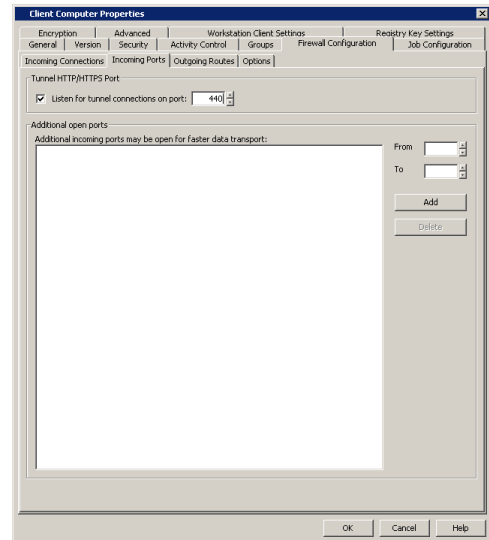 Client Computer Properties
Encryption Advanced Workstation Client Settings Registry Key Settings
General Version Security Activity Control Groups Firewall Configuration Job Configuration
Incoming Connections Incoming Ports Outgoing Routes Options
Tunnel HTTP/HTTPS Port
Listen for tunnel connections on port: 440
Additional open ports
Additional incoming ports may be open for faster data transport:
From
To
Add
Delete
OK Cancel Help